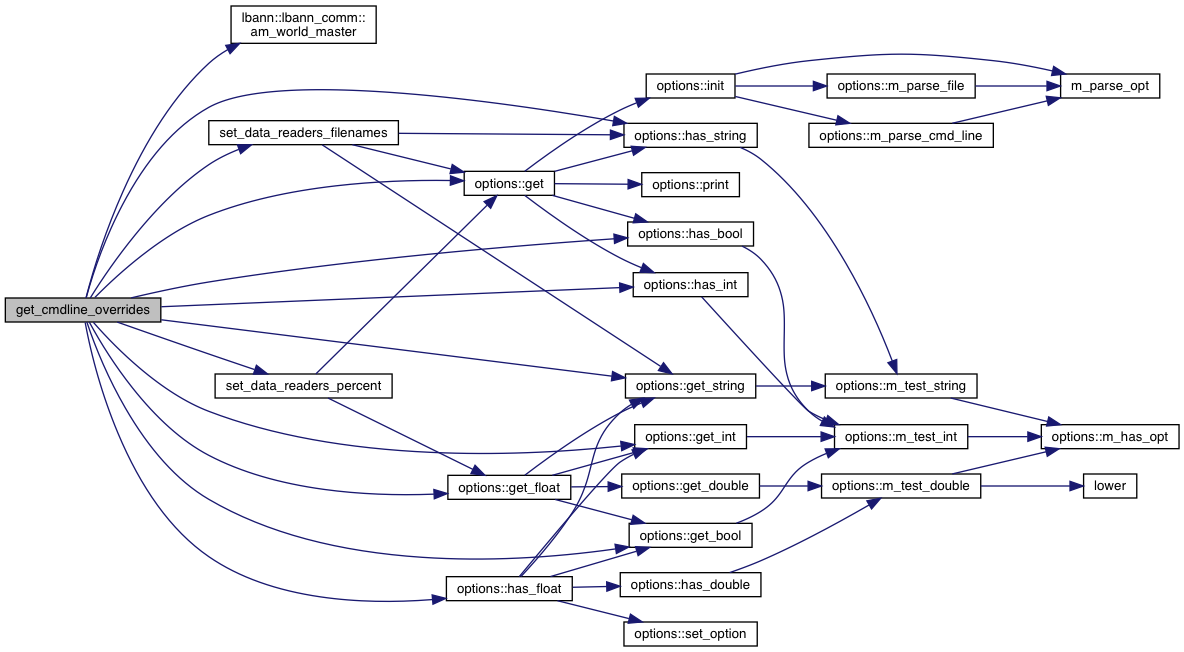 lbann::lbann_comm::
am_world_master
options::init
options::m_parse_file
m_parse_opt
set_data_readers_filenames
options::has_string
options::m_parse_cmd_line
options::get
options::print
options::has_bool
options::has_int
get_cmdline_overrides
set_data_readers_percent
options::get_string
options::m_test_string
options::get_int
options::m_test_int
options::m_has_opt
options::get_float
options::get_double
options::m_test_double
lower
options::get_bool
options::has_float
options::has_double
options::set_option